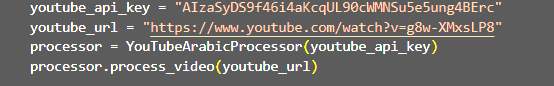 youtube_api_key = "AIzaSyDS9f46i4aKcqUL90cWMNSu5e5ung4BErc"
youtube_url = "https://www.youtube.com/watch?v=g8w-XMxsLP8"
processor = YouTubeArabicProcessor(youtube_api_key)
processor.process_video(youtube_url)